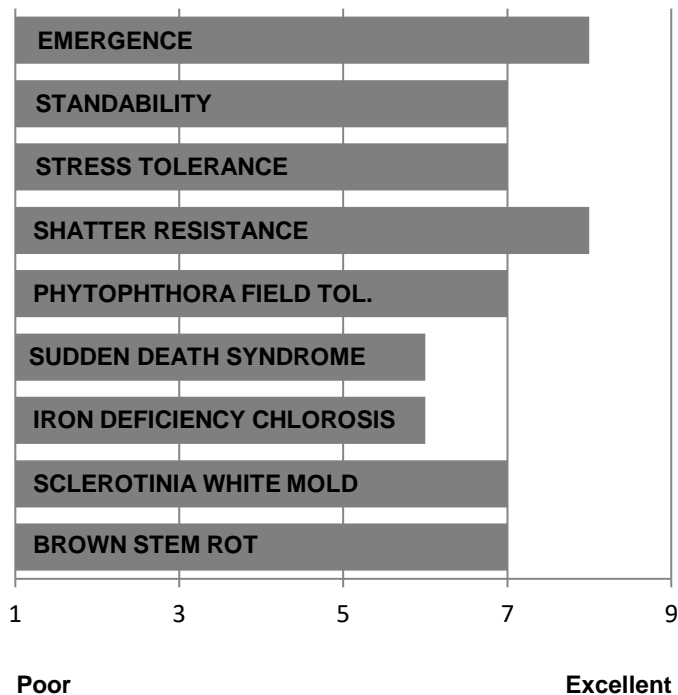 EMERGENCE
STANDABILITY
STRESS TOLERANCE
SHATTER RESISTANCE
PHYTOPHTHORA FIELD TOL.
SUDDEN DEATH SYNDROME
IRON DEFICIENCY CHLOROSIS
SCLEROTINIA WHITE MOLD
BROWN STEM ROT
1 3 5 7 9
Poor Excellent